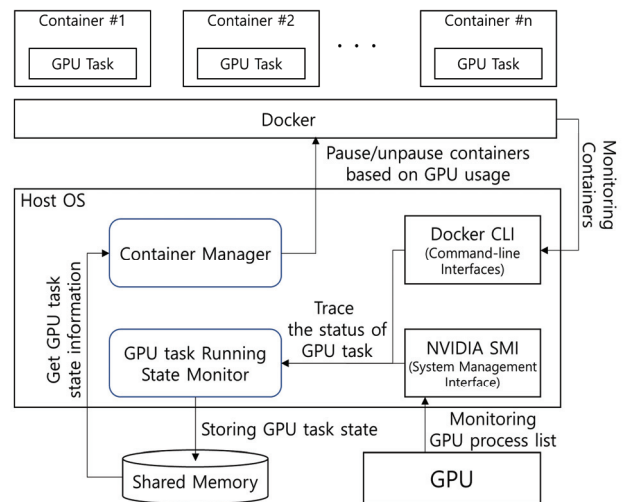 Container #1
GPU Task
Container #2
GPU Task
. . .
Container #n
GPU Task
Docker
Pause/unpause containers
based on GPU usage
Monitoring
Containers
Host OS
Container Manager
Docker CLI
(Command-line
Interfaces)
Get GPU task
state information
Trace
the status of
GPU task
GPU task Running
State Monitor
NVIDIA SMI
(System Management
Interface)
Storing GPU task state
Monitoring
GPU process list
Shared Memory
GPU